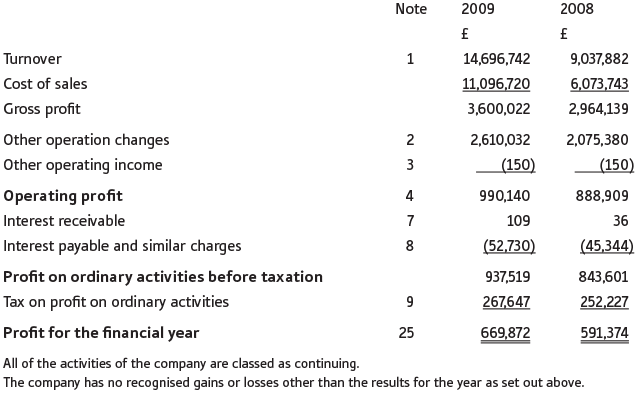 Note 2009 2008
£ £
Turnover 1 14,696,742 9,037,882
Cost of sales 11,096,720 6,073,743
Gross profit 3,600,022 2,964,139
Other operation changes 2 2,610,032 2,075,380
Other operating income 3 (150) (150)
Operating profit 4 990,140 888,909
Interest receivable 7 109 36
Interest payable and similar charges 8 (52,730) (45,344)
Profit on ordinary activities before taxation 937,519 843,601
Tax on profit on ordinary activities 9 267,647 252,227
Profit for the financial year 25 669,872 591,374
All of the activities of the company are classed as continuing.
The company has no recognised gains or losses other than the results for the year as set out above.